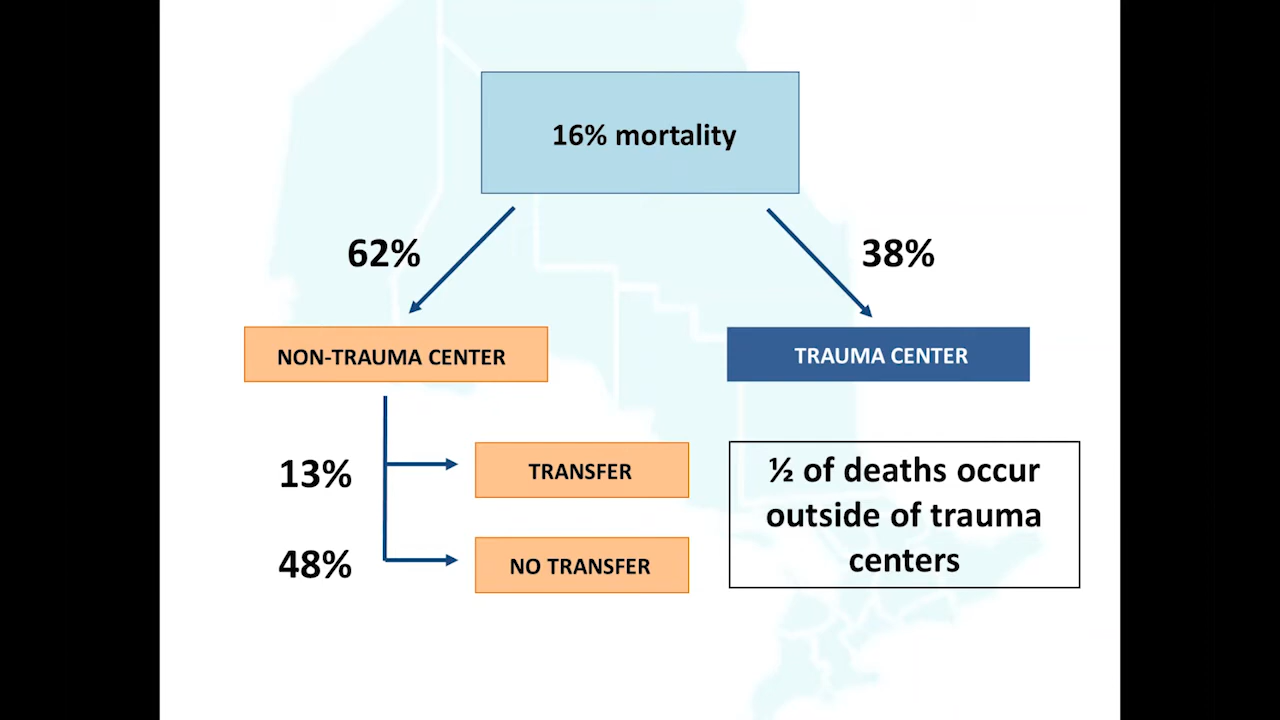 16% mortality
62%
38%
NON-TRAUMA CENTER
TRAUMA CENTER
13%
TRANSFER
48%
NO TRANSFER
½ of deaths occur
outside of trauma
centers